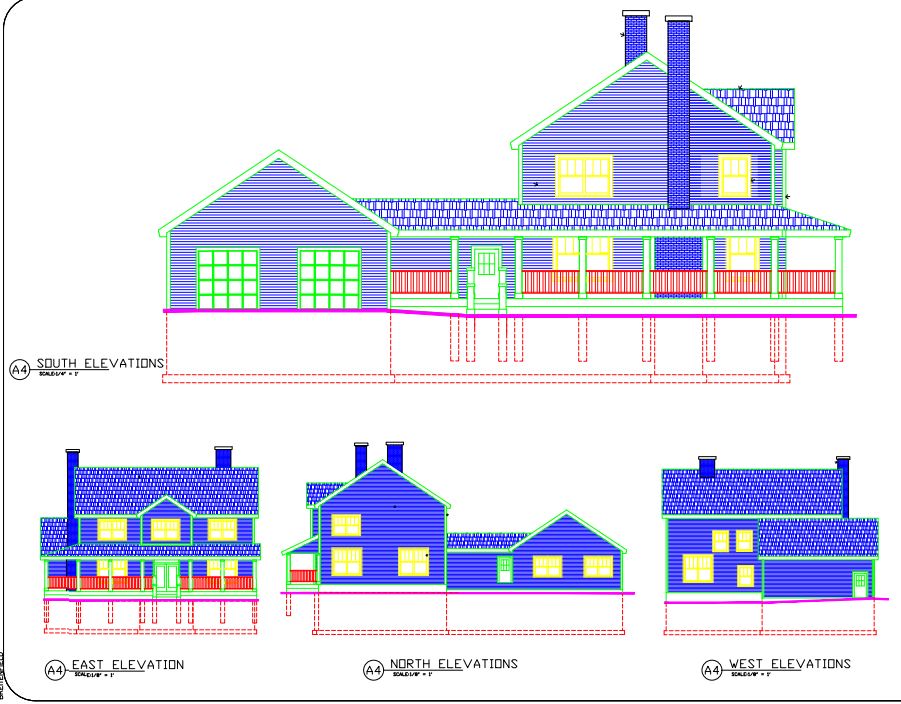 A4 SOUTH ELEVATIONS
SCALE:1/4" = 1'
A4 EAST ELEVATION
SCALE:1/8" = 1'
A4 NORTH ELEVATIONS
SCALE:1/8" = 1'
A4 WEST ELEVATIONS
SCALE:1/8" = 1'